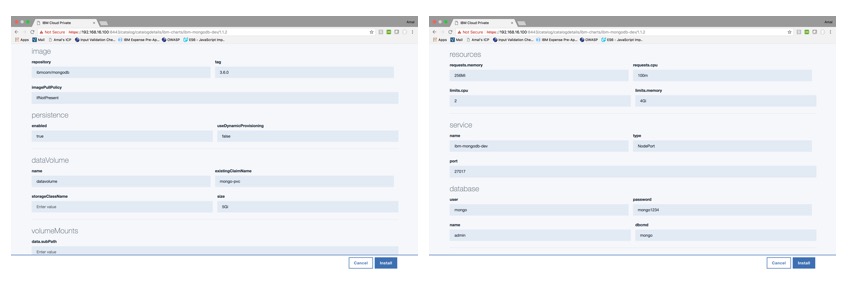 IBM Cloud Private
Amal
Not Secure https://192.168.16.100:8443/catalog/catalogdetails/ibm-charts/ibm-mongodb-dev/1.1.2
Apps Mail Amal's ICP Input Validation Che... IBM Expense Pre-Ap... OWASP ESB - JavaScript Imp...
image
repository tag
ibmcom/mongodb 3.6.0
imagePullPolicy
IfNotPresent
persistence
enabled useDynamicProvisioning
true false
dataVolume
name existingClaimName
datavolume mongo-pvc
storageClassName size
Enter value 5Gi
volumeMounts
data.subPath
Enter value
Cancel Install
IBM Cloud Private
Amal
Not Secure https://192.168.16.100:8443/catalog/catalogdetails/ibm-charts/ibm-mongodb-dev/1.1.2
Apps Mail Amal's ICP Input Validation Che... IBM Expense Pre-Ap... OWASP ESB - JavaScript Imp...
resources
requests.memory requests.cpu
256Mi 100m
limits.cpu limits.memory
2 4Gi
service
name type
ibm-mongodb-dev NodePort
port
27017
database
user password
mongo mongo1234
name dbcmd
admin mongo
Cancel Install